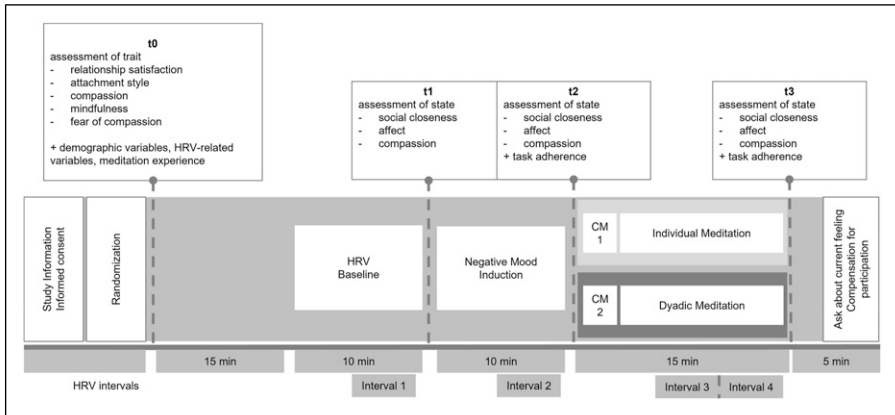 t0
assessment of trait
- relationship satisfaction
- attachment style
- compassion
- mindfulness
- fear of compassion
+ demographic variables, HRV-related
variables, meditation experience
t1
assessment of state
- social closeness
- affect
- compassion
t2
assessment of state
- social closeness
- affect
- compassion
+ task adherence
t3
assessment of state
- social closeness
- affect
- compassion
+ task adherence
Study Information
Informed consent
Randomization
HRV
Baseline
Negative Mood
Induction
CM
1
Individual Meditation
CM
2
Dyadic Meditation
Ask about current feeling
Compensation for
participation
15 min
10 min
10 min
15 min
5 min
HRV intervals
Interval 1
Interval 2
Interval 3
Interval 4